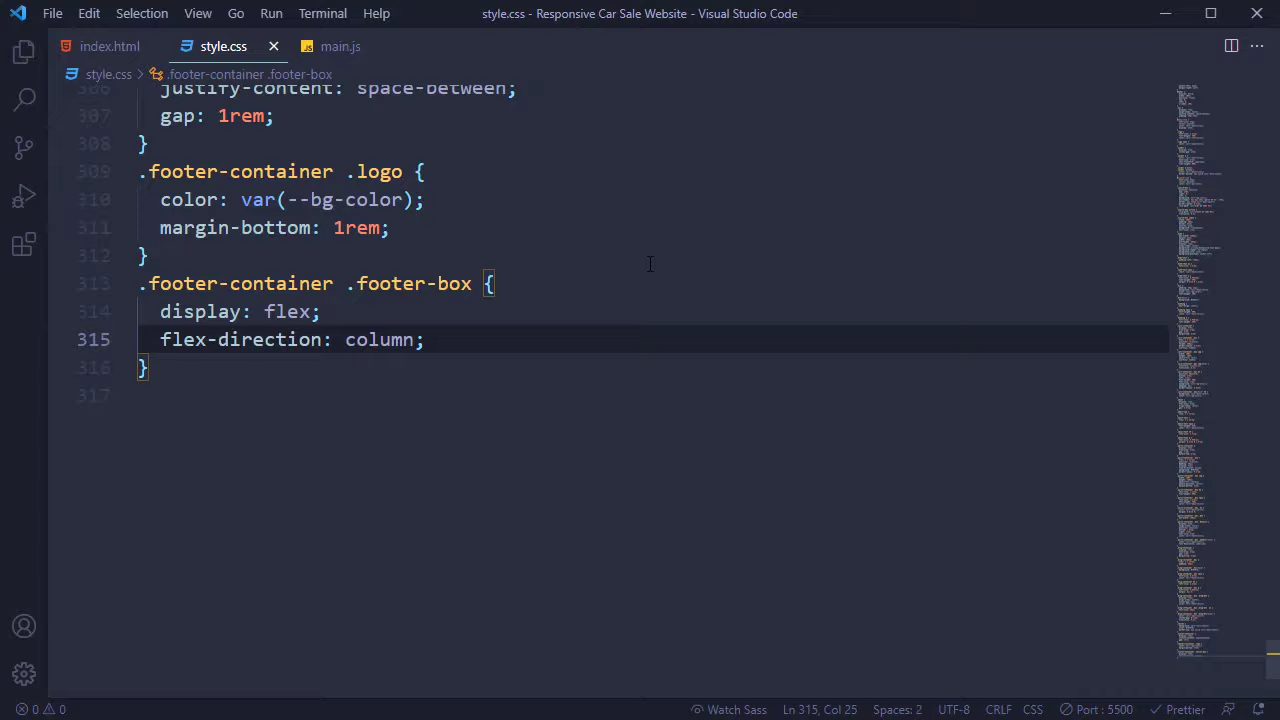 File Edit Selection View Go Run Terminal Help
style.css - Responsive Car Sale Website - Visual Studio Code
index.html style.css main.js
style.css > .footer-container .footer-box
306 justify-content: space-between;
307 gap: 1rem;
308 }
309 .footer-container .logo {
310 color: var(--bg-color);
311 margin-bottom: 1rem;
312 }
313 .footer-container .footer-box {
314 display: flex;
315 flex-direction: column;
316 }
317
0 0 Watch Sass Ln 315, Col 25 Spaces: 2 UTF-8 CRLF CSS Port : 5500 Prettier